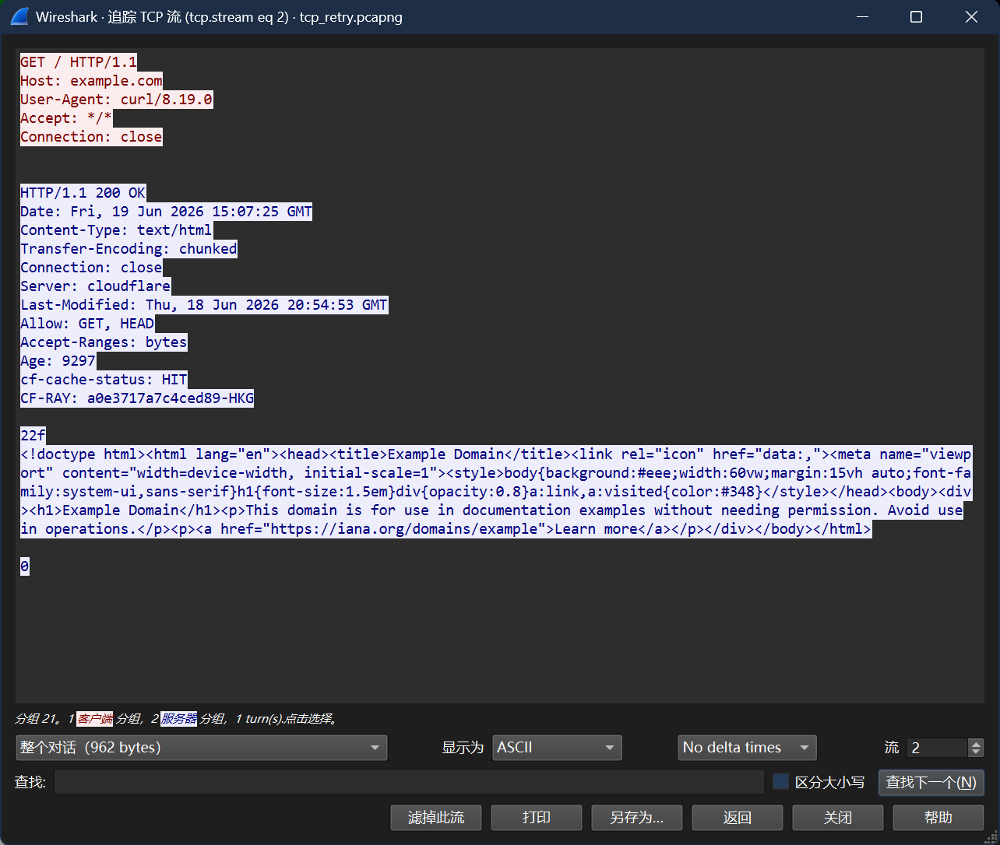 Wireshark · 追踪 TCP 流 (tcp.stream eq 2) · tcp_retry.pcapng
GET / HTTP/1.1
Host: example.com
User-Agent: curl/8.19.0
Accept: */*
Connection: close
HTTP/1.1 200 OK
Date: Fri, 19 Jun 2026 15:07:25 GMT
Content-Type: text/html
Transfer-Encoding: chunked
Connection: close
Server: cloudflare
Last-Modified: Thu, 18 Jun 2026 20:54:53 GMT
Allow: GET, HEAD
Accept-Ranges: bytes
Age: 9297
cf-cache-status: HIT
CF-RAY: a0e3717a7c4ced89-HKG
22f
<!doctype html><html lang="en"><head><title>Example Domain</title><link rel="icon" href="data:,"><meta name="viewp
ort" content="width=device-width, initial-scale=1"><style>body{background:#eee;width:60vw;margin:15vh auto;font-fa
mily:system-ui,sans-serif}h1{font-size:1.5em}div{opacity:0.8}a:link,a:visited{color:#348}</style></head><body><div
><h1>Example Domain</h1><p>This domain is for use in documentation examples without needing permission. Avoid use
in operations.</p><p><a href="https://iana.org/domains/example">Learn more</a></p></div></body></html>
0
分组 21。1 客户端 分组，2 服务器 分组，1 turn(s).点击选择。
整个对话（962 bytes） 显示为 ASCII No delta times 流 2
查找: 区分大小写 查找下一个(N)
滤掉此流 打印 另存为… 返回 关闭 帮助